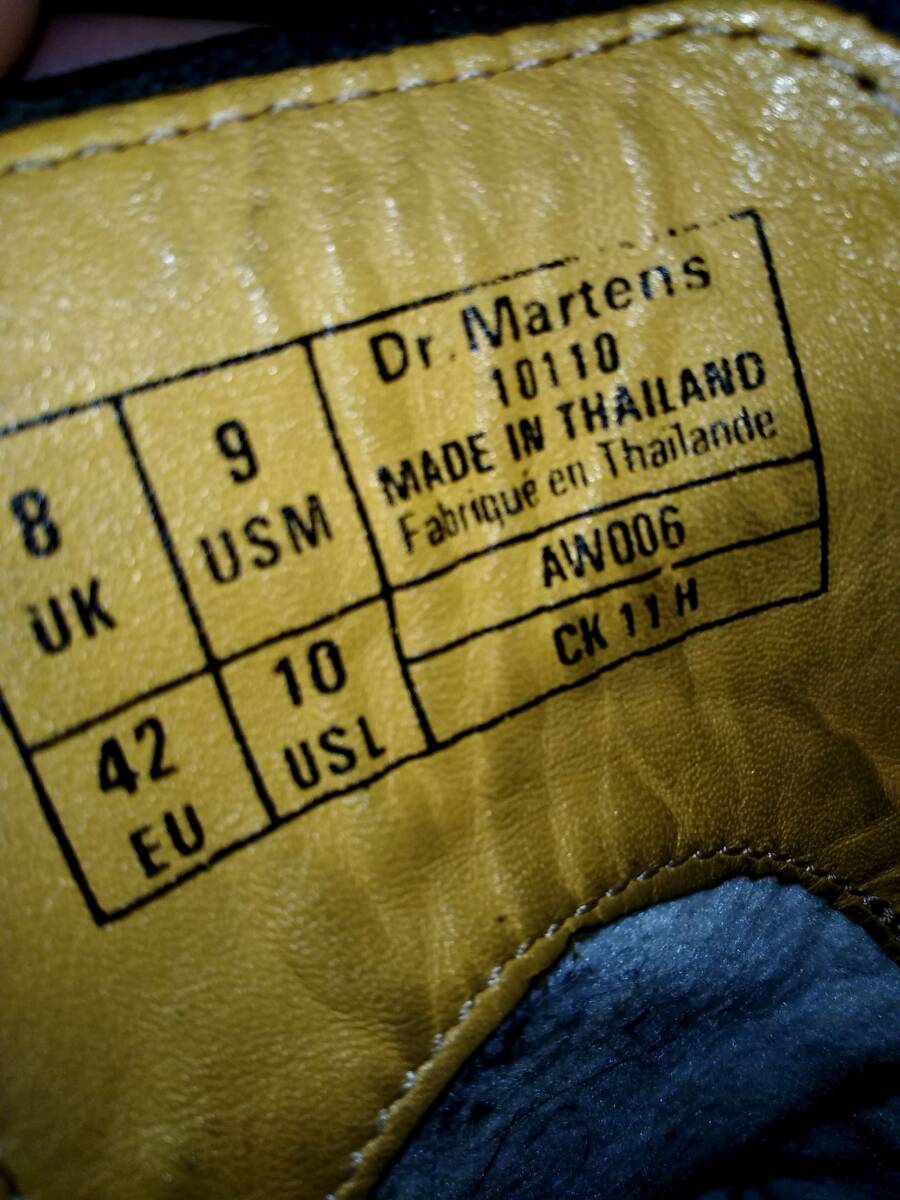 8
UK
9
USM
42
EU
10
USL
Dr. Martens
10110
MADE IN THAILAND
Fabriqué en Thaïlande
AW006
CK 11 H